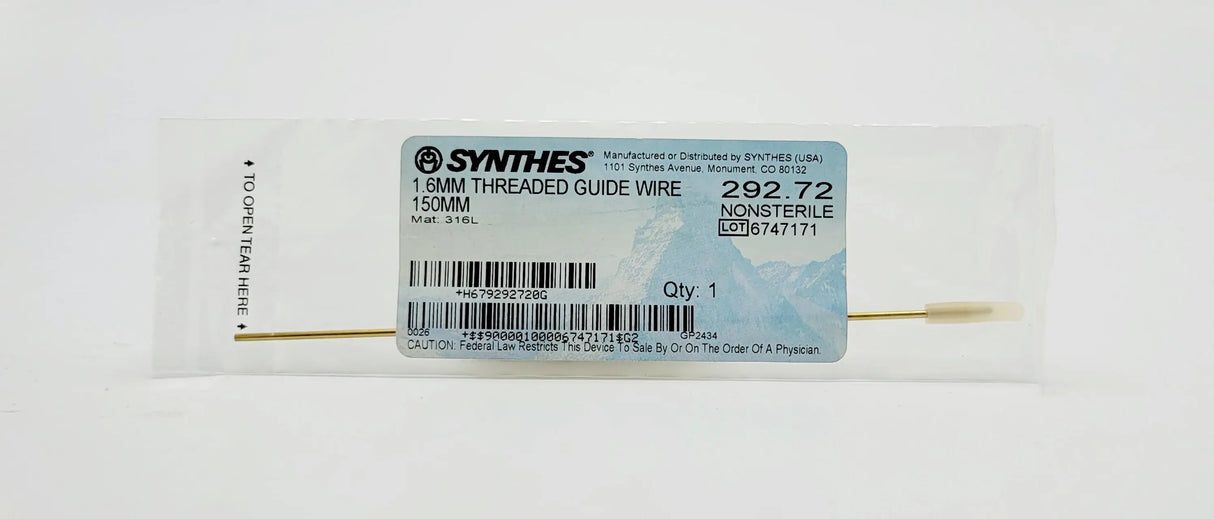 TO OPEN TEAR HERE
SYNTHES® Manufactured or Distributed by SYNTHES (USA)
1101 Synthes Avenue, Monument, CO 80132
1.6MM THREADED GUIDE WIRE 292.72
150MM NONSTERILE
Mat: 316L LOT 6747171
+H679292720G Qty: 1
0026 +$$90000100006747171$G2 GP2434
CAUTION: Federal Law Restricts This Device To Sale By Or On The Order Of A Physician.